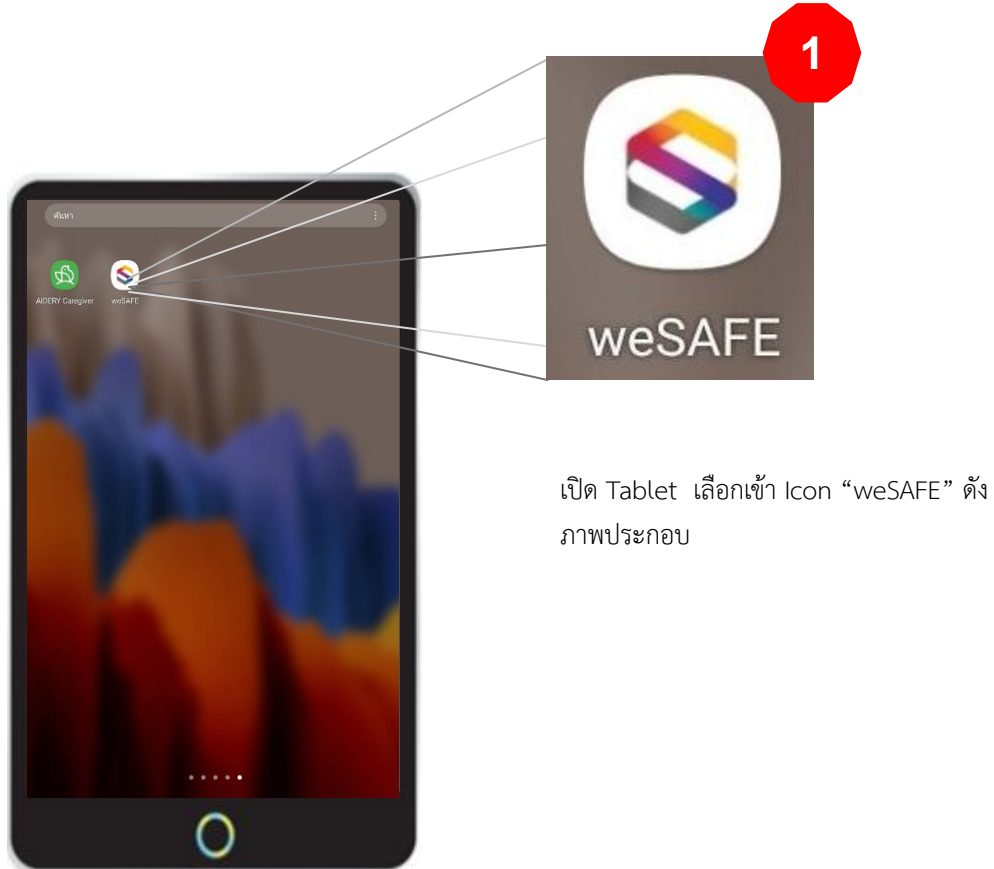 1
weSAFE
ค้นหา
AIDERY Caregiver
weSAFE
เปิด Tablet เลือกเข้า Icon “weSAFE” ดัง
ภาพประกอบ